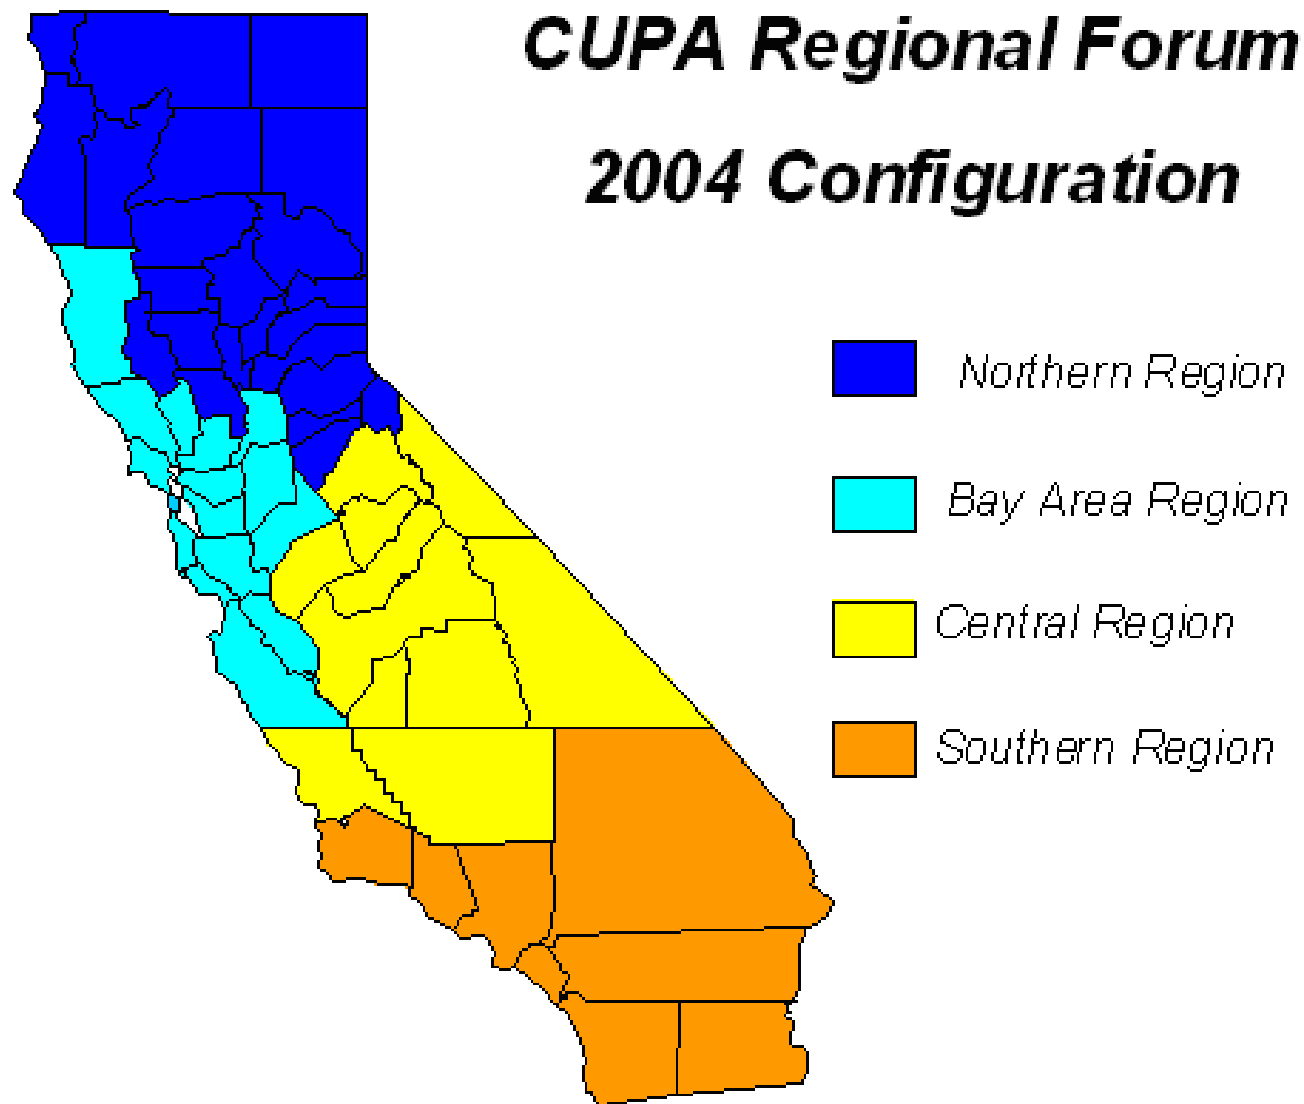 CUPA Regional Forum
2004 Configuration
Northern Region
Bay Area Region
Central Region
Southern Region